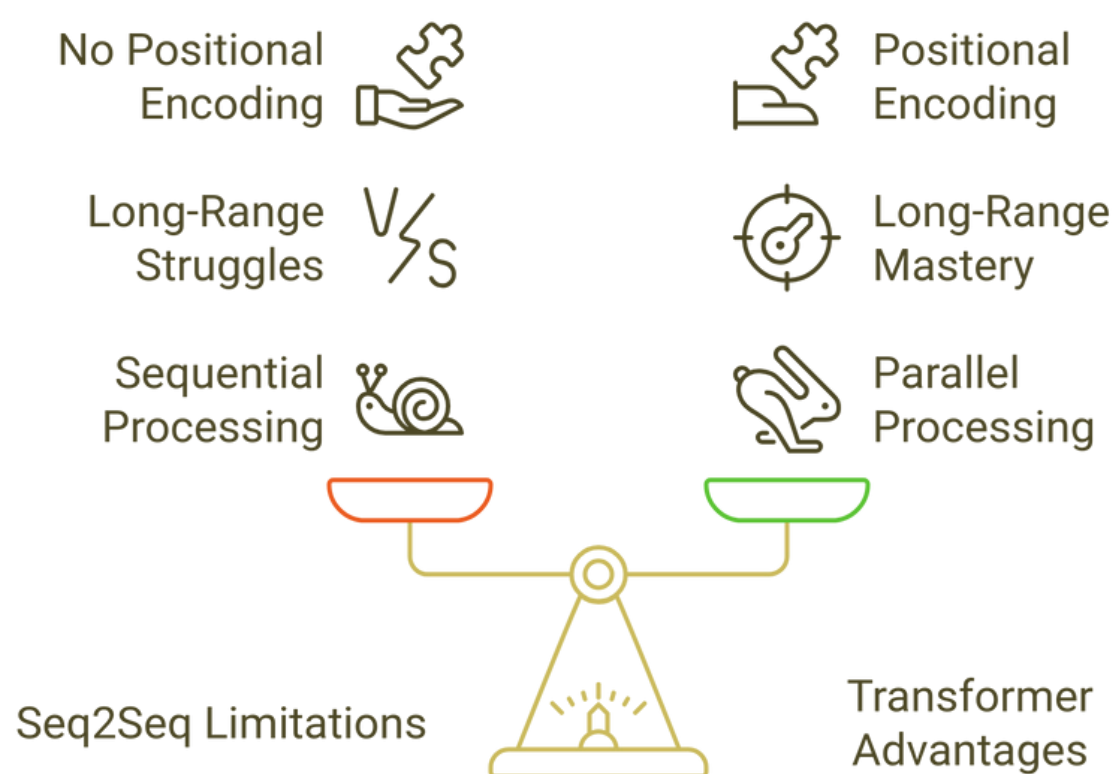 No Positional
Encoding
Positional
Encoding
Long-Range
Struggles
V/S
Long-Range
Mastery
Sequential
Processing
Parallel
Processing
Seq2Seq Limitations
Transformer
Advantages